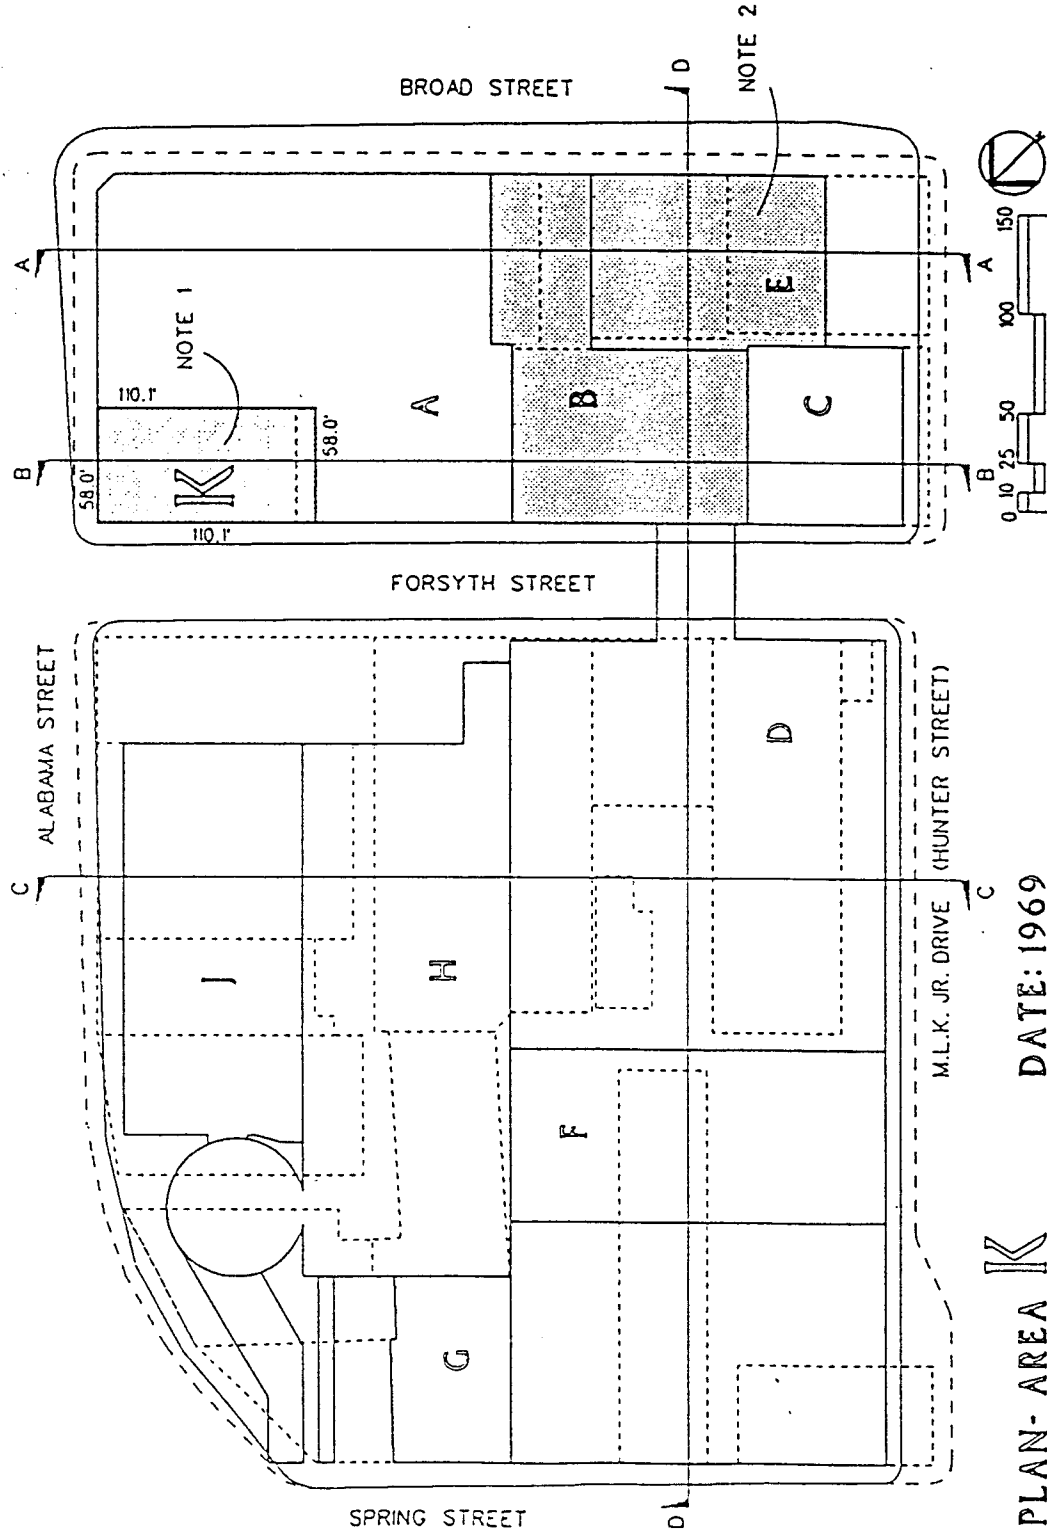 BROAD STREET
D
NOTE 2
A
NOTE 1
A
E
110.1'
B
58.0'
K
58.0'
110.1'
A
B
C
B
FORSYTH STREET
0 10 25 50 100 150
ALABAMA STREET
C
J
H
D
C
M.L.K. JR. DRIVE (HUNTER STREET)
F
G
SPRING STREET
D
PLAN- AREA K
DATE: 1969